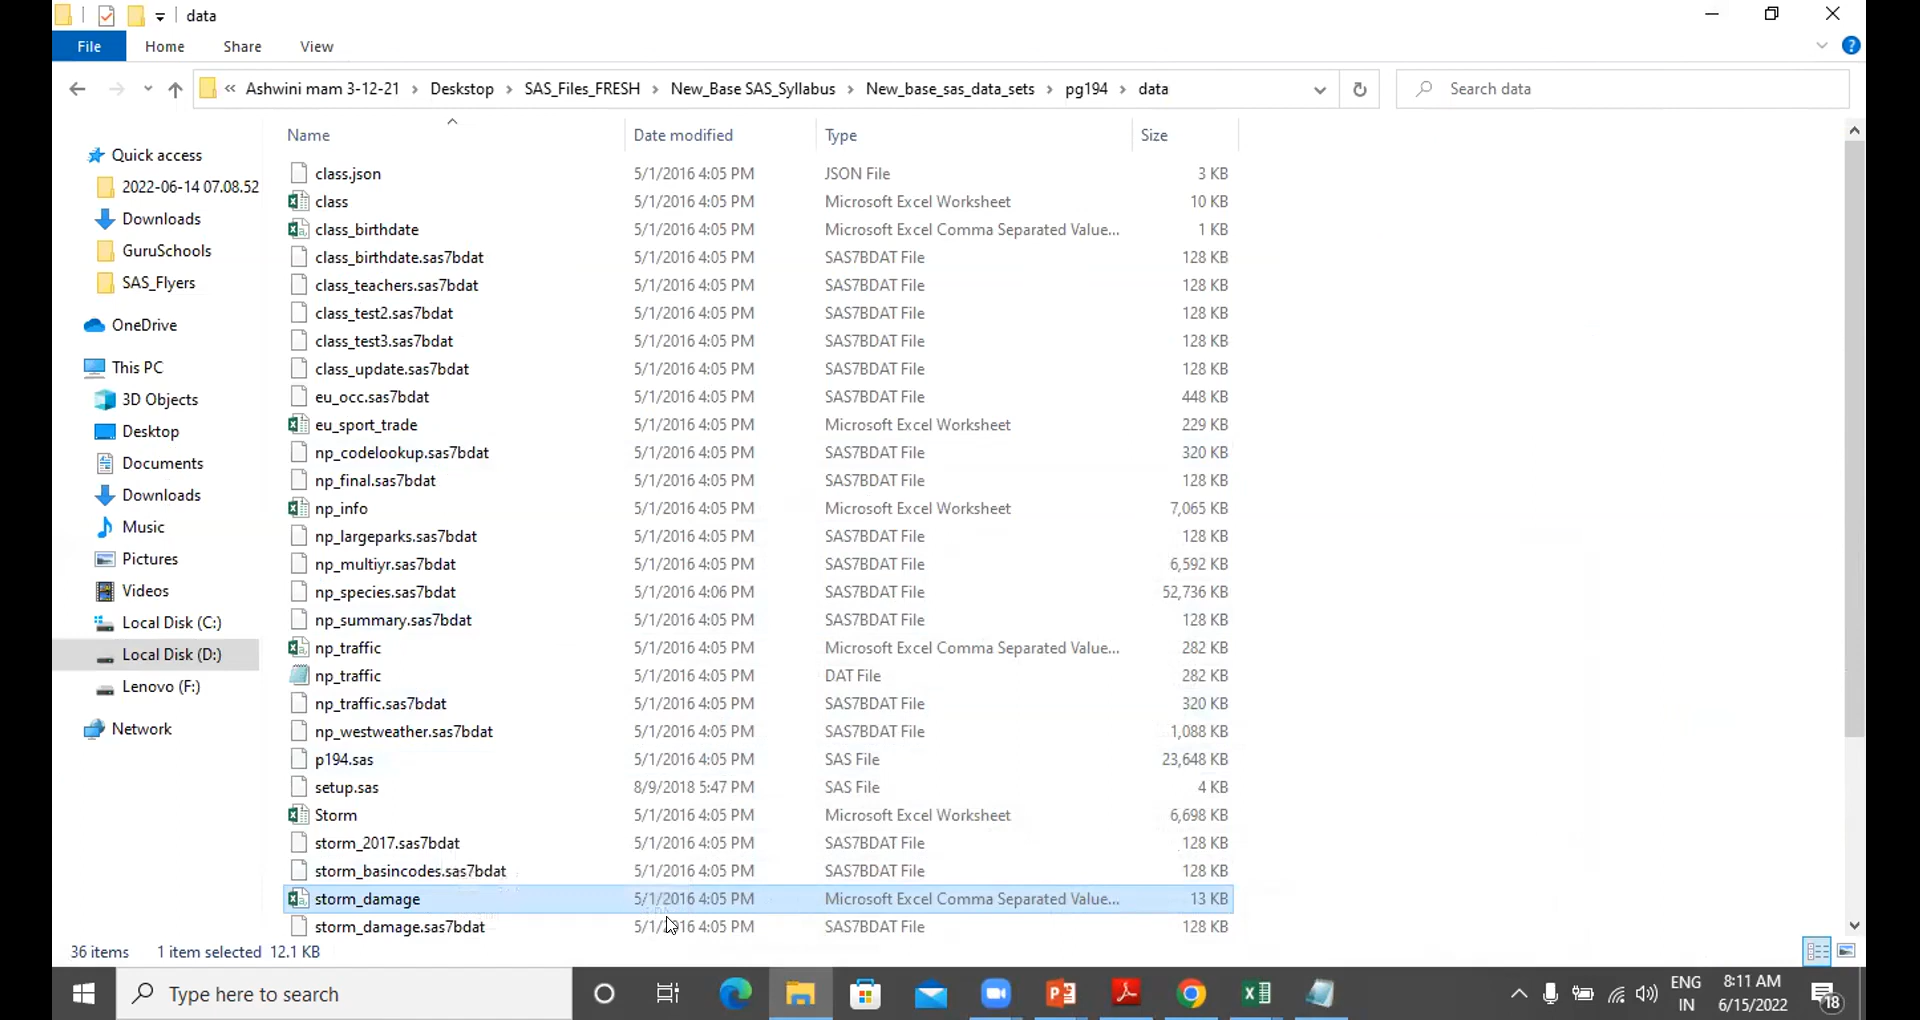 data
File Home Share View
« Ashwini mam 3-12-21 › Deskstop › SAS_Files_FRESH › New_Base SAS_Syllabus › New_base_sas_data_sets › pg194 › data
Search data
Name Date modified Type Size
Quick access
2022-06-14 07.08.52
Downloads
GuruSchools
SAS_Flyers
OneDrive
This PC
3D Objects
Desktop
Documents
Downloads
Music
Pictures
Videos
Local Disk (C:)
Local Disk (D:)
Lenovo (F:)
Network
class.json 5/1/2016 4:05 PM JSON File 3 KB
class 5/1/2016 4:05 PM Microsoft Excel Worksheet 10 KB
class_birthdate 5/1/2016 4:05 PM Microsoft Excel Comma Separated Value... 1 KB
class_birthdate.sas7bdat 5/1/2016 4:05 PM SAS7BDAT File 128 KB
class_teachers.sas7bdat 5/1/2016 4:05 PM SAS7BDAT File 128 KB
class_test2.sas7bdat 5/1/2016 4:05 PM SAS7BDAT File 128 KB
class_test3.sas7bdat 5/1/2016 4:05 PM SAS7BDAT File 128 KB
class_update.sas7bdat 5/1/2016 4:05 PM SAS7BDAT File 128 KB
eu_occ.sas7bdat 5/1/2016 4:05 PM SAS7BDAT File 448 KB
eu_sport_trade 5/1/2016 4:05 PM Microsoft Excel Worksheet 229 KB
np_codelookup.sas7bdat 5/1/2016 4:05 PM SAS7BDAT File 320 KB
np_final.sas7bdat 5/1/2016 4:05 PM SAS7BDAT File 128 KB
np_info 5/1/2016 4:05 PM Microsoft Excel Worksheet 7,065 KB
np_largeparks.sas7bdat 5/1/2016 4:05 PM SAS7BDAT File 128 KB
np_multiyr.sas7bdat 5/1/2016 4:05 PM SAS7BDAT File 6,592 KB
np_species.sas7bdat 5/1/2016 4:06 PM SAS7BDAT File 52,736 KB
np_summary.sas7bdat 5/1/2016 4:05 PM SAS7BDAT File 128 KB
np_traffic 5/1/2016 4:05 PM Microsoft Excel Comma Separated Value... 282 KB
np_traffic 5/1/2016 4:05 PM DAT File 282 KB
np_traffic.sas7bdat 5/1/2016 4:05 PM SAS7BDAT File 320 KB
np_westweather.sas7bdat 5/1/2016 4:05 PM SAS7BDAT File 1,088 KB
p194.sas 5/1/2016 4:05 PM SAS File 23,648 KB
setup.sas 8/9/2018 5:47 PM SAS File 4 KB
Storm 5/1/2016 4:05 PM Microsoft Excel Worksheet 6,698 KB
storm_2017.sas7bdat 5/1/2016 4:05 PM SAS7BDAT File 128 KB
storm_basincodes.sas7bdat 5/1/2016 4:05 PM SAS7BDAT File 128 KB
storm_damage 5/1/2016 4:05 PM Microsoft Excel Comma Separated Value... 13 KB
storm_damage.sas7bdat 5/1/2016 4:05 PM SAS7BDAT File 128 KB
36 items 1 item selected 12.1 KB
Type here to search
ENG 8:11 AM
IN 6/15/2022 18